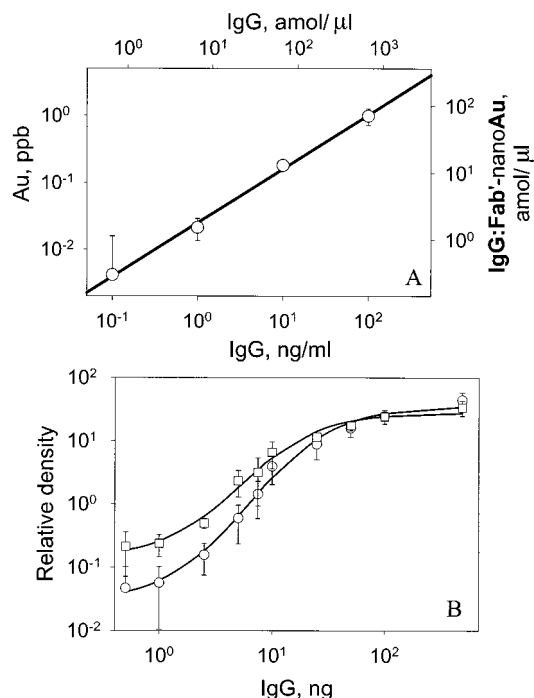 IgG, amol/ μl
10⁰ 10¹ 10² 10³
Au, ppb
10⁰
10⁻¹
10⁻²
10²
10¹
10⁰
IgG:Fab'-nanoAu,
amol/ μl
A
10⁻¹ 10⁰ 10¹ 10²
IgG, ng/ml
Relative density
10²
10¹
10⁰
10⁻¹
10⁻²
B
10⁰ 10¹ 10²
IgG, ng